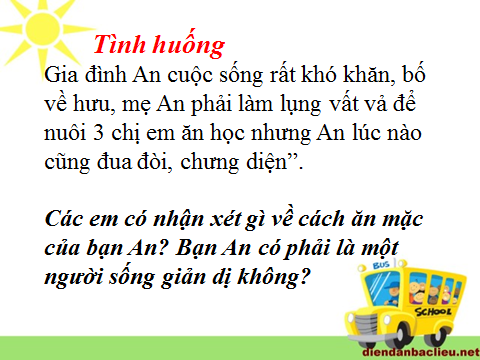 Tình huống
Gia đình An cuộc sống rất khó khăn, bố
về hưu, mẹ An phải làm lụng vất vả để
nuôi 3 chị em ăn học nhưng An lúc nào
cũng đua đòi, chưng diện”.
Các em có nhận xét gì về cách ăn mặc
của bạn An? Bạn An có phải là một
người sống giản dị không?
BUS
SCHOOL
diendanbaclieu.net